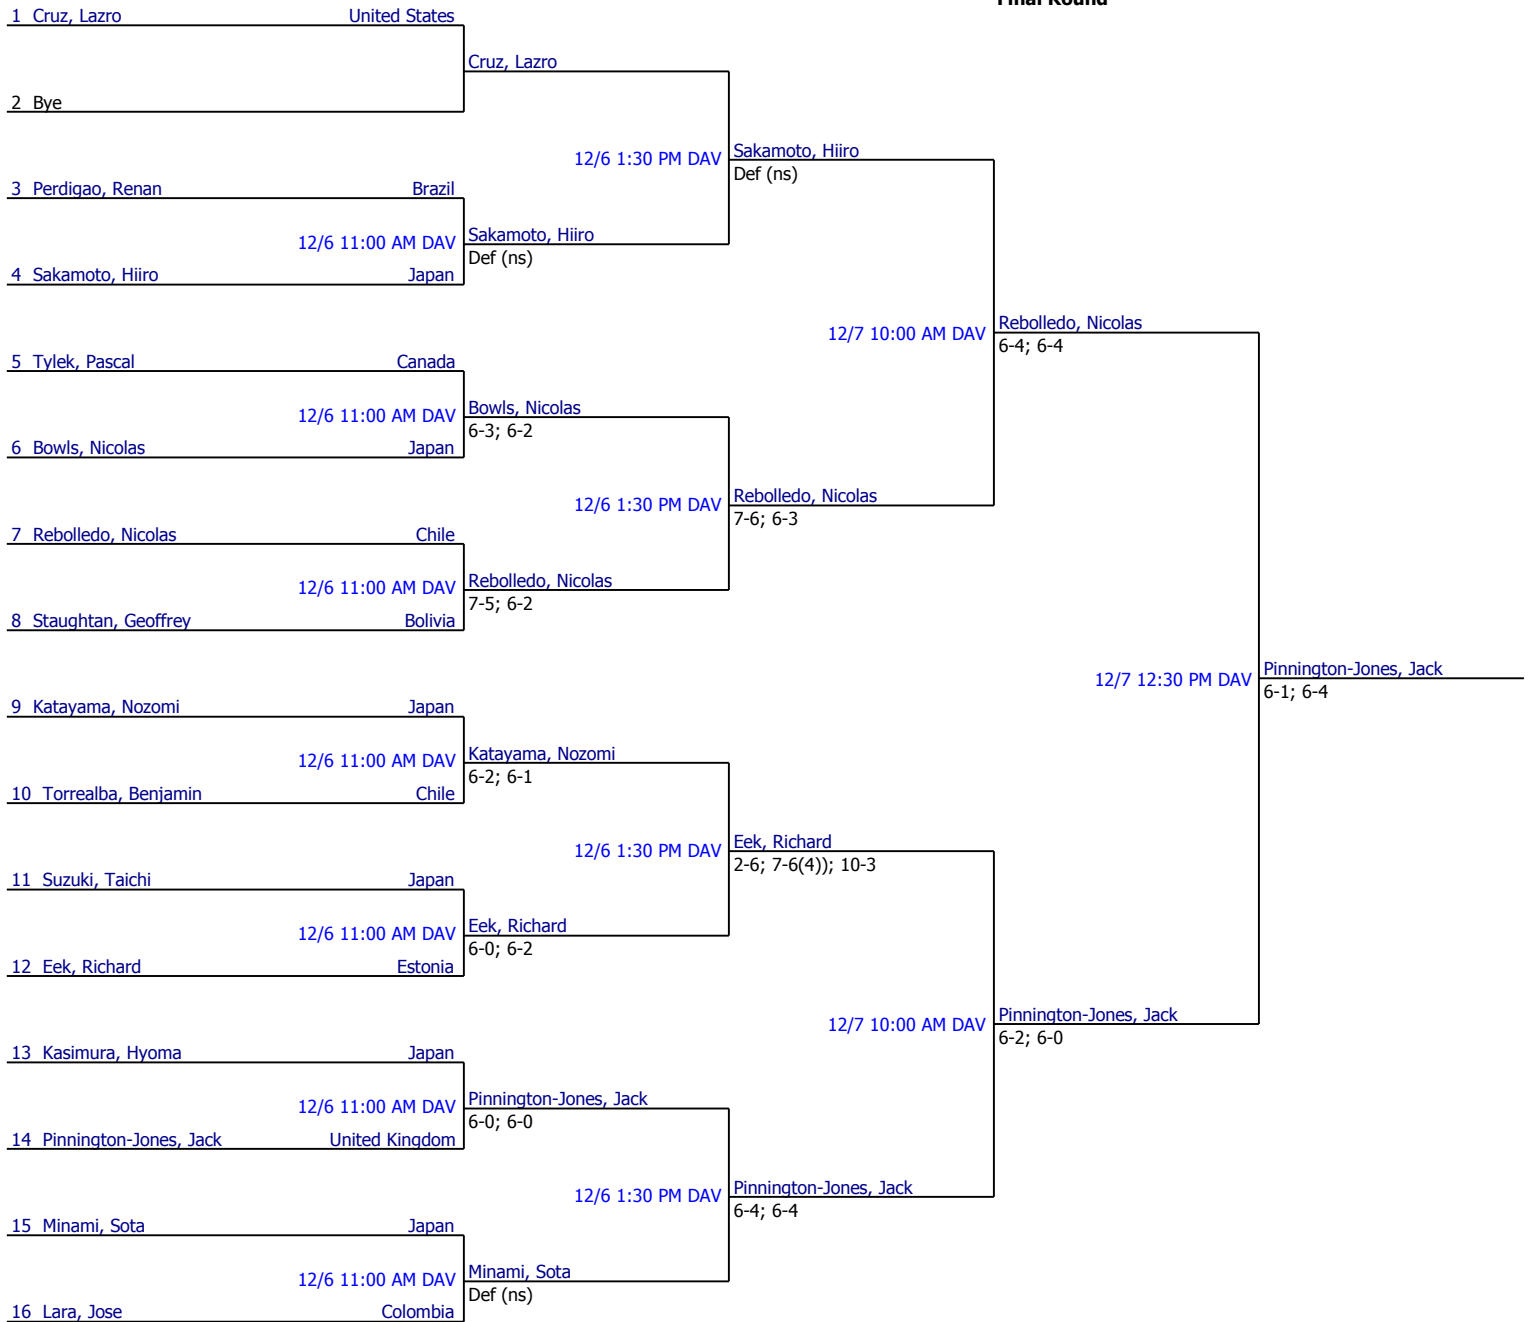 Final Round
1 Cruz, Lazro United States
Cruz, Lazro
2 Bye
12/6 1:30 PM DAV Sakamoto, Hiiro
Def (ns)
3 Perdigao, Renan Brazil
12/6 11:00 AM DAV Sakamoto, Hiiro
Def (ns)
4 Sakamoto, Hiiro Japan
12/7 10:00 AM DAV Rebolledo, Nicolas
6-4; 6-4
5 Tylek, Pascal Canada
12/6 11:00 AM DAV Bowls, Nicolas
6-3; 6-2
6 Bowls, Nicolas Japan
12/6 1:30 PM DAV Rebolledo, Nicolas
7-6; 6-3
7 Rebolledo, Nicolas Chile
12/6 11:00 AM DAV Rebolledo, Nicolas
7-5; 6-2
8 Staughtan, Geoffrey Bolivia
12/7 12:30 PM DAV Pinnington-Jones, Jack
6-1; 6-4
9 Katayama, Nozomi Japan
12/6 11:00 AM DAV Katayama, Nozomi
6-2; 6-1
10 Torrealba, Benjamin Chile
12/6 1:30 PM DAV Eek, Richard
2-6; 7-6(4)); 10-3
11 Suzuki, Taichi Japan
12/6 11:00 AM DAV Eek, Richard
6-0; 6-2
12 Eek, Richard Estonia
12/7 10:00 AM DAV Pinnington-Jones, Jack
6-2; 6-0
13 Kasimura, Hyoma Japan
12/6 11:00 AM DAV Pinnington-Jones, Jack
6-0; 6-0
14 Pinnington-Jones, Jack United Kingdom
12/6 1:30 PM DAV Pinnington-Jones, Jack
6-4; 6-4
15 Minami, Sota Japan
12/6 11:00 AM DAV Minami, Sota
Def (ns)
16 Lara, Jose Colombia